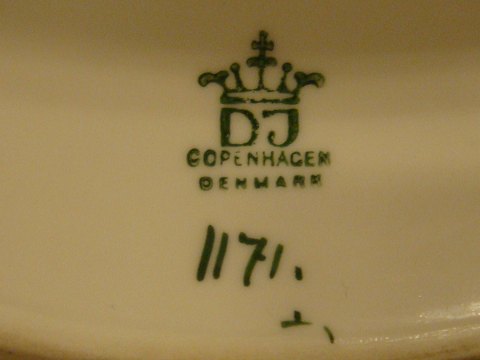 DJ
COPENHAGEN
DENMARK
1171.